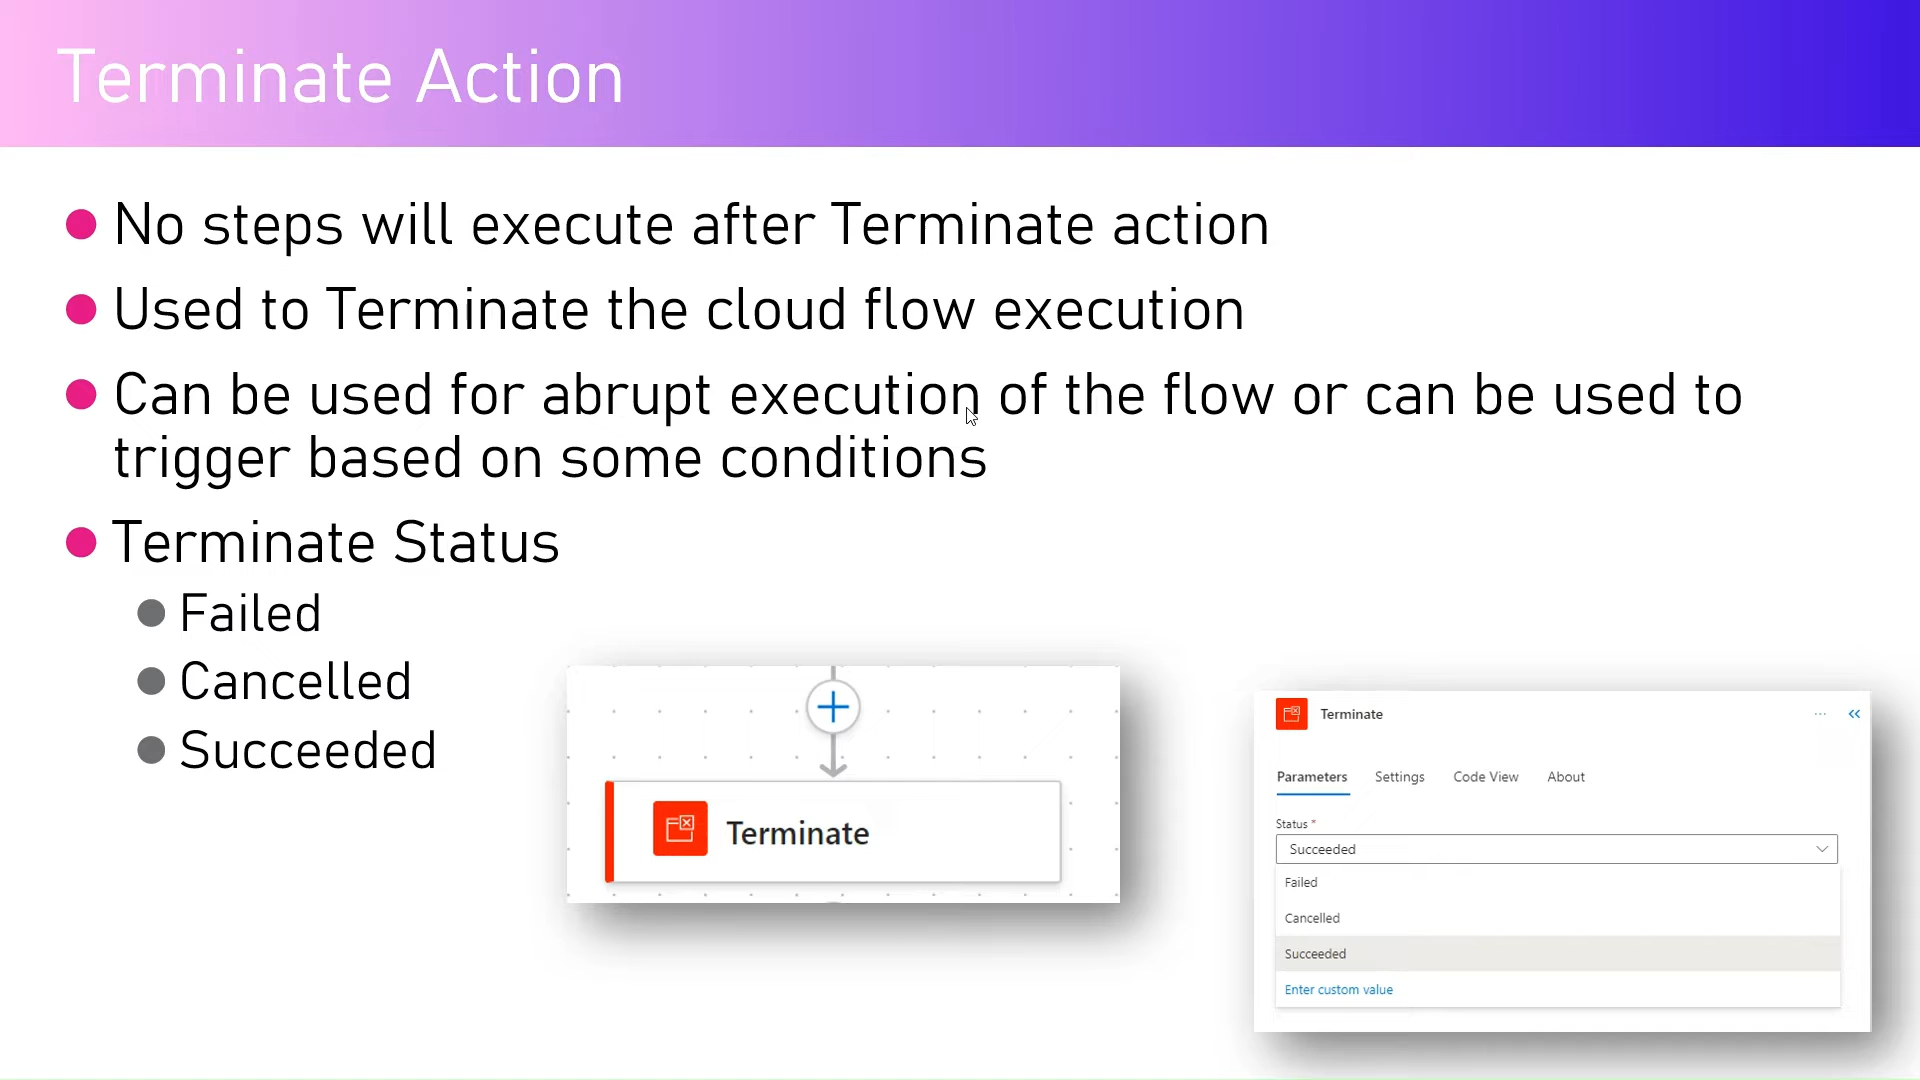 Terminate Action
No steps will execute after Terminate action
Used to Terminate the cloud flow execution
Can be used for abrupt execution of the flow or can be used to
trigger based on some conditions
Terminate Status
Failed
Cancelled
Succeeded
Terminate
Terminate
Parameters Settings Code View About
Status *
Succeeded
Failed
Cancelled
Succeeded
Enter custom value